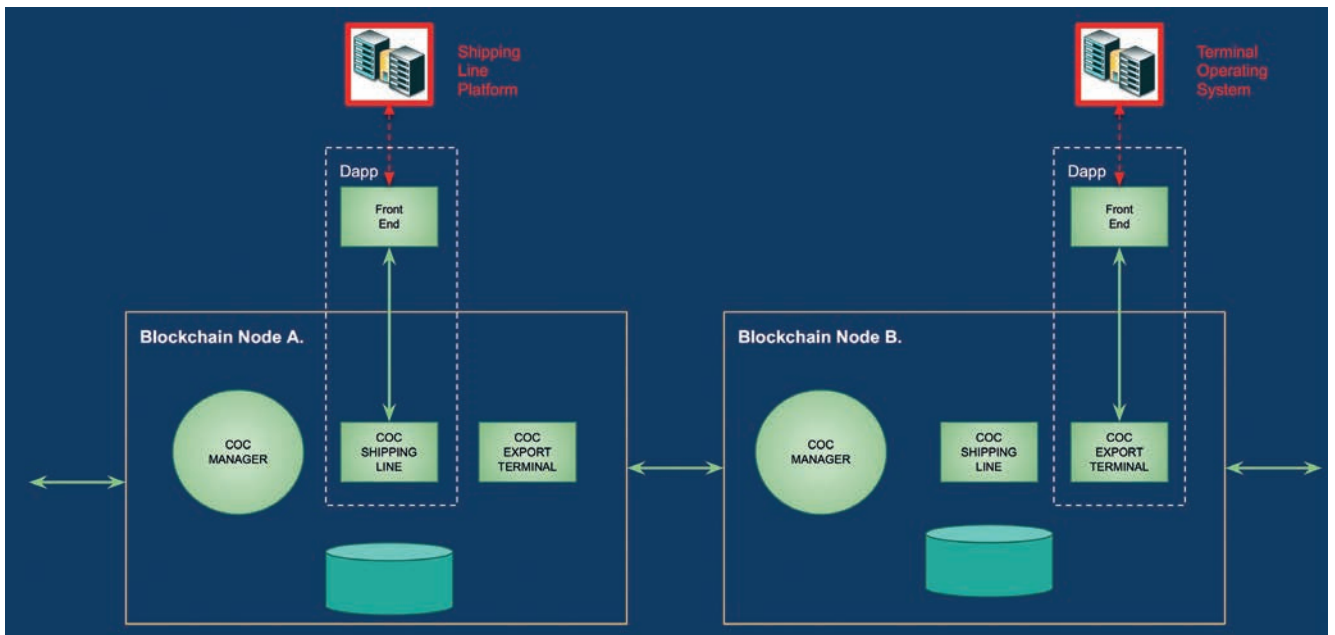 Shipping
Line
Platform
Terminal
Operating
System
Dapp
Dapp
Front
End
Front
End
Blockchain Node A.
Blockchain Node B.
COC
MANAGER
COC
SHIPPING
LINE
COC
EXPORT
TERMINAL
COC
MANAGER
COC
SHIPPING
LINE
COC
EXPORT
TERMINAL